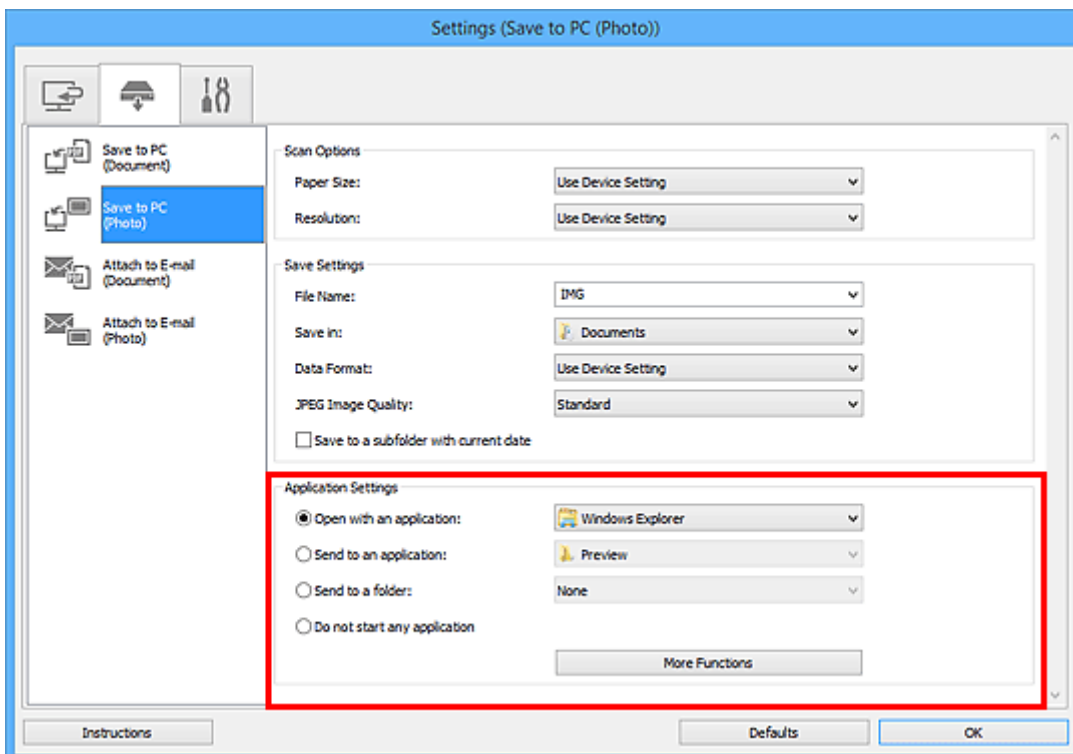 Settings (Save to PC (Photo))
Save to PC
(Document)
Save to PC
(Photo)
Attach to E-mail
(Document)
Attach to E-mail
(Photo)
Scan Options
Paper Size: Use Device Setting
Resolution: Use Device Setting
Save Settings
File Name: IMG
Save in: Documents
Data Format: Use Device Setting
JPEG Image Quality: Standard
Save to a subfolder with current date
Application Settings
Open with an application: Windows Explorer
Send to an application: Preview
Send to a folder: None
Do not start any application
More Functions
Instructions Defaults OK